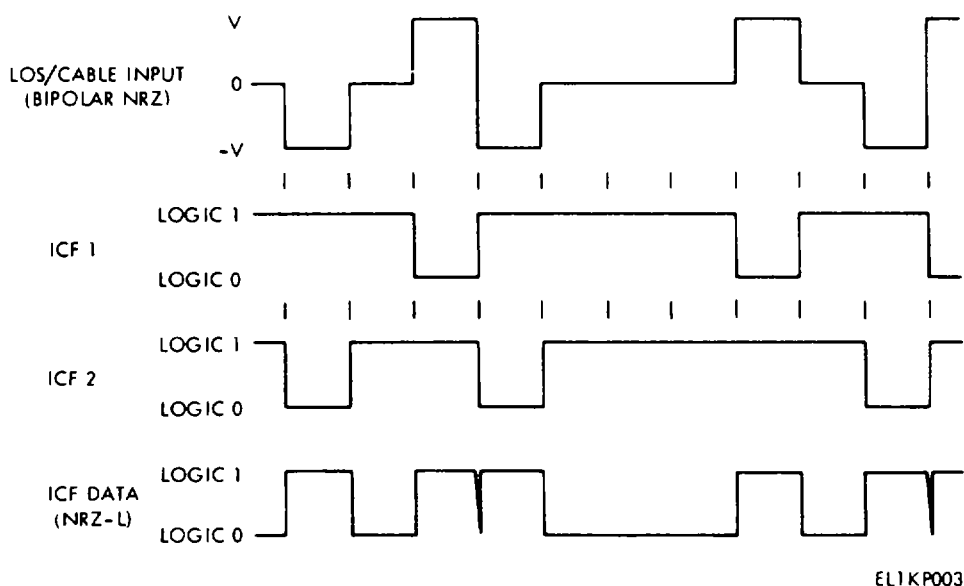 V
LOS/CABLE INPUT
(BIPOLAR NRZ)
0
-V
LOGIC 1
ICF 1
LOGIC 0
LOGIC 1
ICF 2
LOGIC 0
LOGIC 1
ICF DATA
(NRZ-L)
LOGIC 0
EL1KP003